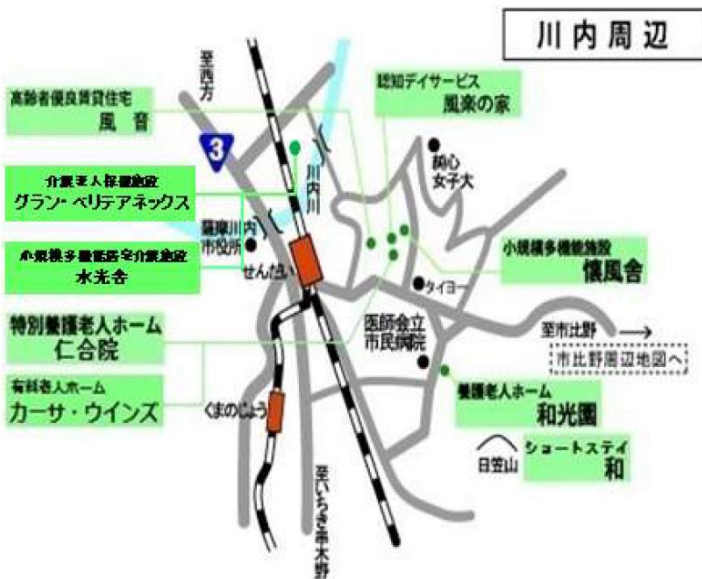 川内周辺
至西方
高齢者優良賃貸住宅
風音
認知デイサービス
風楽の家
3
純心
女子大
介護老人保健施設
グラン・ベリテアネックス
川内川
薩摩川内
市役所
小規模多機能居宅介護施設
水光舎
せんだい
小規模多機能施設
懐風舎
タイヨー
特別養護老人ホーム
仁合院
医師会立
市民病院
至市比野
市比野周辺地図へ
有料老人ホーム
カーサ・ウインズ
くまのじょう
養護老人ホーム
和光園
日笠山
ショートステイ
和
至いちき串木野